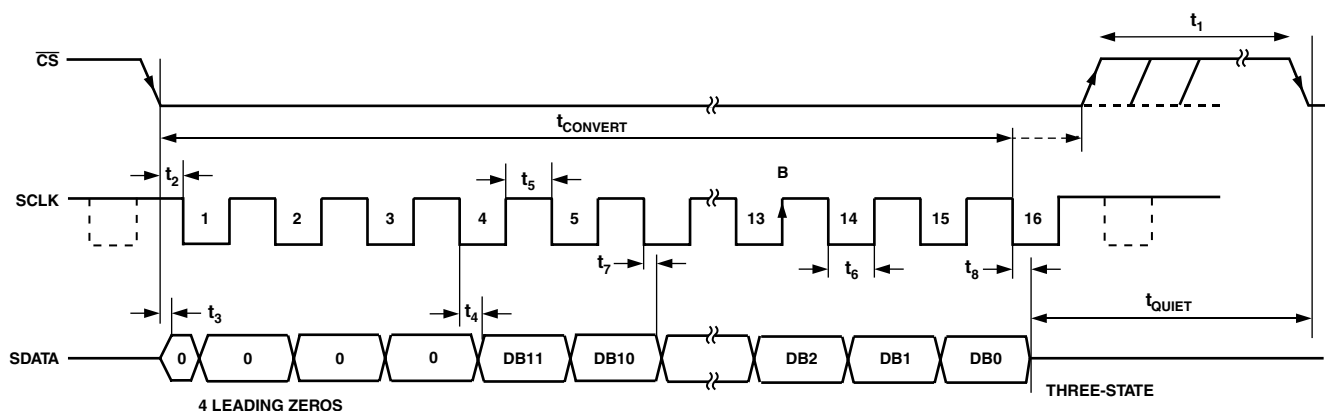 t1
CS
tCONVERT
t2
B
t5
SCLK
1 2 3 4 5 13 14 15 16
t7
t6
t8
t3
t4
tQUIET
SDATA
0 0 0 0 DB11 DB10 DB2 DB1 DB0
4 LEADING ZEROS
THREE-STATE